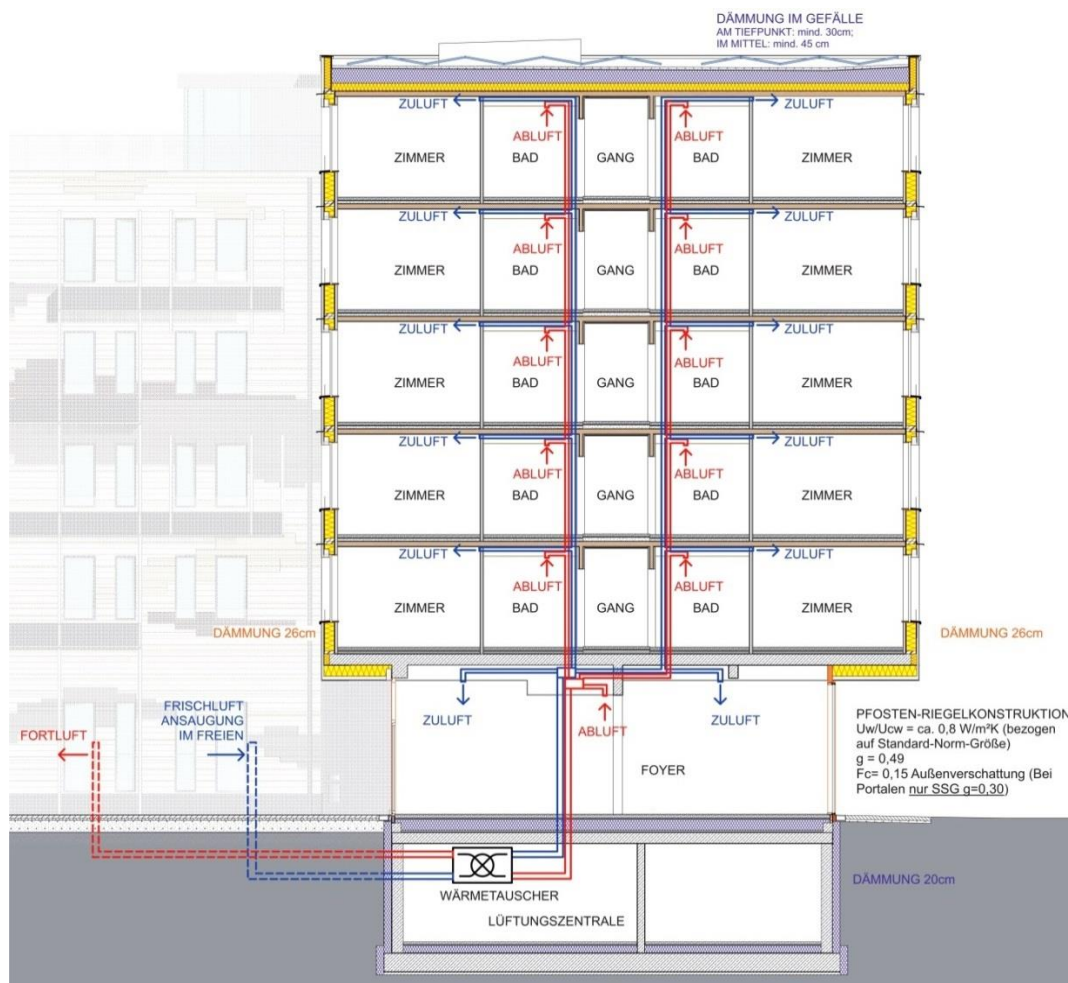 DÄMMUNG IM GEFÄLLE
AM TIEFPUNKT: mind. 30cm;
IM MITTEL: mind. 45 cm
ZULUFT
ZULUFT
ABLUFT
ABLUFT
ZIMMER
BAD
GANG
BAD
ZIMMER
ZULUFT
ZULUFT
ABLUFT
ABLUFT
ZIMMER
BAD
GANG
BAD
ZIMMER
ZULUFT
ZULUFT
ABLUFT
ABLUFT
ZIMMER
BAD
GANG
BAD
ZIMMER
ZULUFT
ZULUFT
ABLUFT
ABLUFT
ZIMMER
BAD
GANG
BAD
ZIMMER
ZULUFT
ZULUFT
ABLUFT
ABLUFT
ZIMMER
BAD
GANG
BAD
ZIMMER
DÄMMUNG 26cm
DÄMMUNG 26cm
FORTLUFT
FRISCHLUFT
ANSAUGUNG
IM FREIEN
ZULUFT
ABLUFT
ZULUFT
FOYER
PFOSTEN-RIEGELKONSTRUKTION
Uw/Ucw = ca. 0,8 W/m²K (bezogen
auf Standard-Norm-Größe)
g = 0,49
Fc= 0,15 Außenverschattung (Bei
Portalen nur SSG g=0,30)
WÄRMETAUSCHER
LÜFTUNGSZENTRALE
DÄMMUNG 20cm